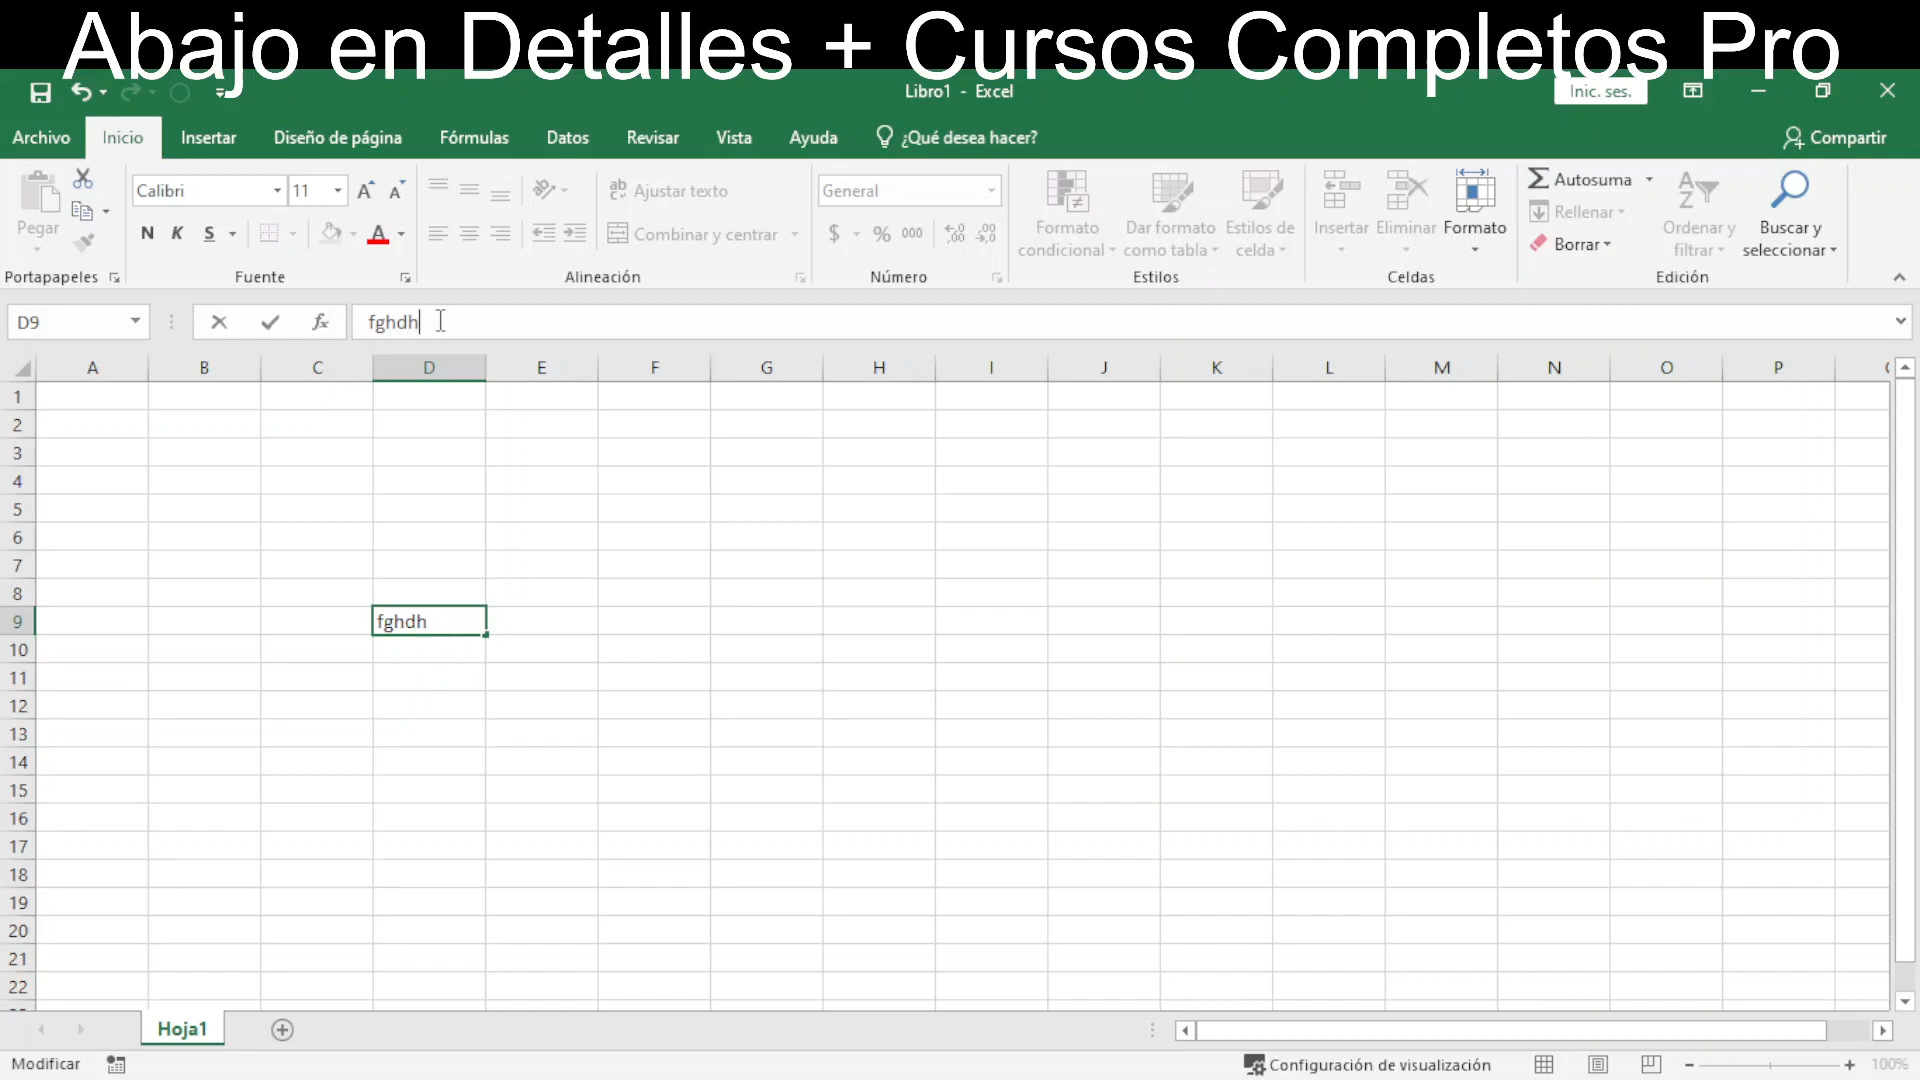 Abajo en Detalles + Cursos Completos Pro
Libro1 - Excel
Inic. ses.
Archivo Inicio Insertar Diseño de página Fórmulas Datos Revisar Vista Ayuda ¿Qué desea hacer? Compartir
Pegar
Portapapeles
Calibri 11
N K S
Fuente
Ajustar texto
Combinar y centrar
Alineación
General
$ % 000
Número
Formato condicional
Dar formato como tabla
Estilos de celda
Estilos
Insertar Eliminar Formato
Celdas
Autosuma
Rellenar
Borrar
Ordenar y filtrar
Buscar y seleccionar
Edición
D9 fx fghdh
A B C D E F G H I J K L M N O P
1
2
3
4
5
6
7
8
9 fghdh
10
11
12
13
14
15
16
17
18
19
20
21
22
Hoja1
Modificar Configuración de visualización 100%